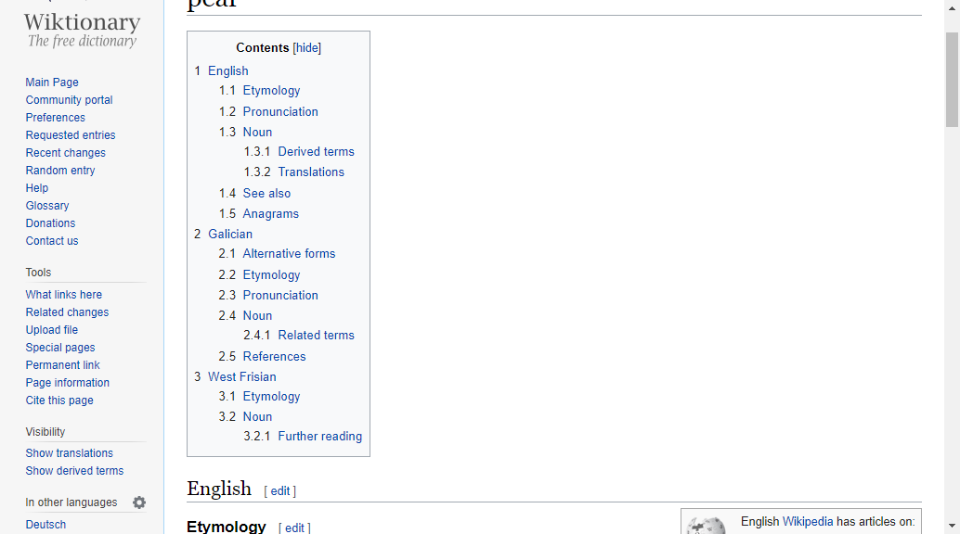 Wiktionary
The free dictionary
Main Page
Community portal
Preferences
Requested entries
Recent changes
Random entry
Help
Glossary
Donations
Contact us
Tools
What links here
Related changes
Upload file
Special pages
Permanent link
Page information
Cite this page
Visibility
Show translations
Show derived terms
In other languages
Deutsch
pear
Contents [hide]
1 English
1.1 Etymology
1.2 Pronunciation
1.3 Noun
1.3.1 Derived terms
1.3.2 Translations
1.4 See also
1.5 Anagrams
2 Galician
2.1 Alternative forms
2.2 Etymology
2.3 Pronunciation
2.4 Noun
2.4.1 Related terms
2.5 References
3 West Frisian
3.1 Etymology
3.2 Noun
3.2.1 Further reading
English [ edit ]
Etymology [ edit ]
English Wikipedia has articles on: